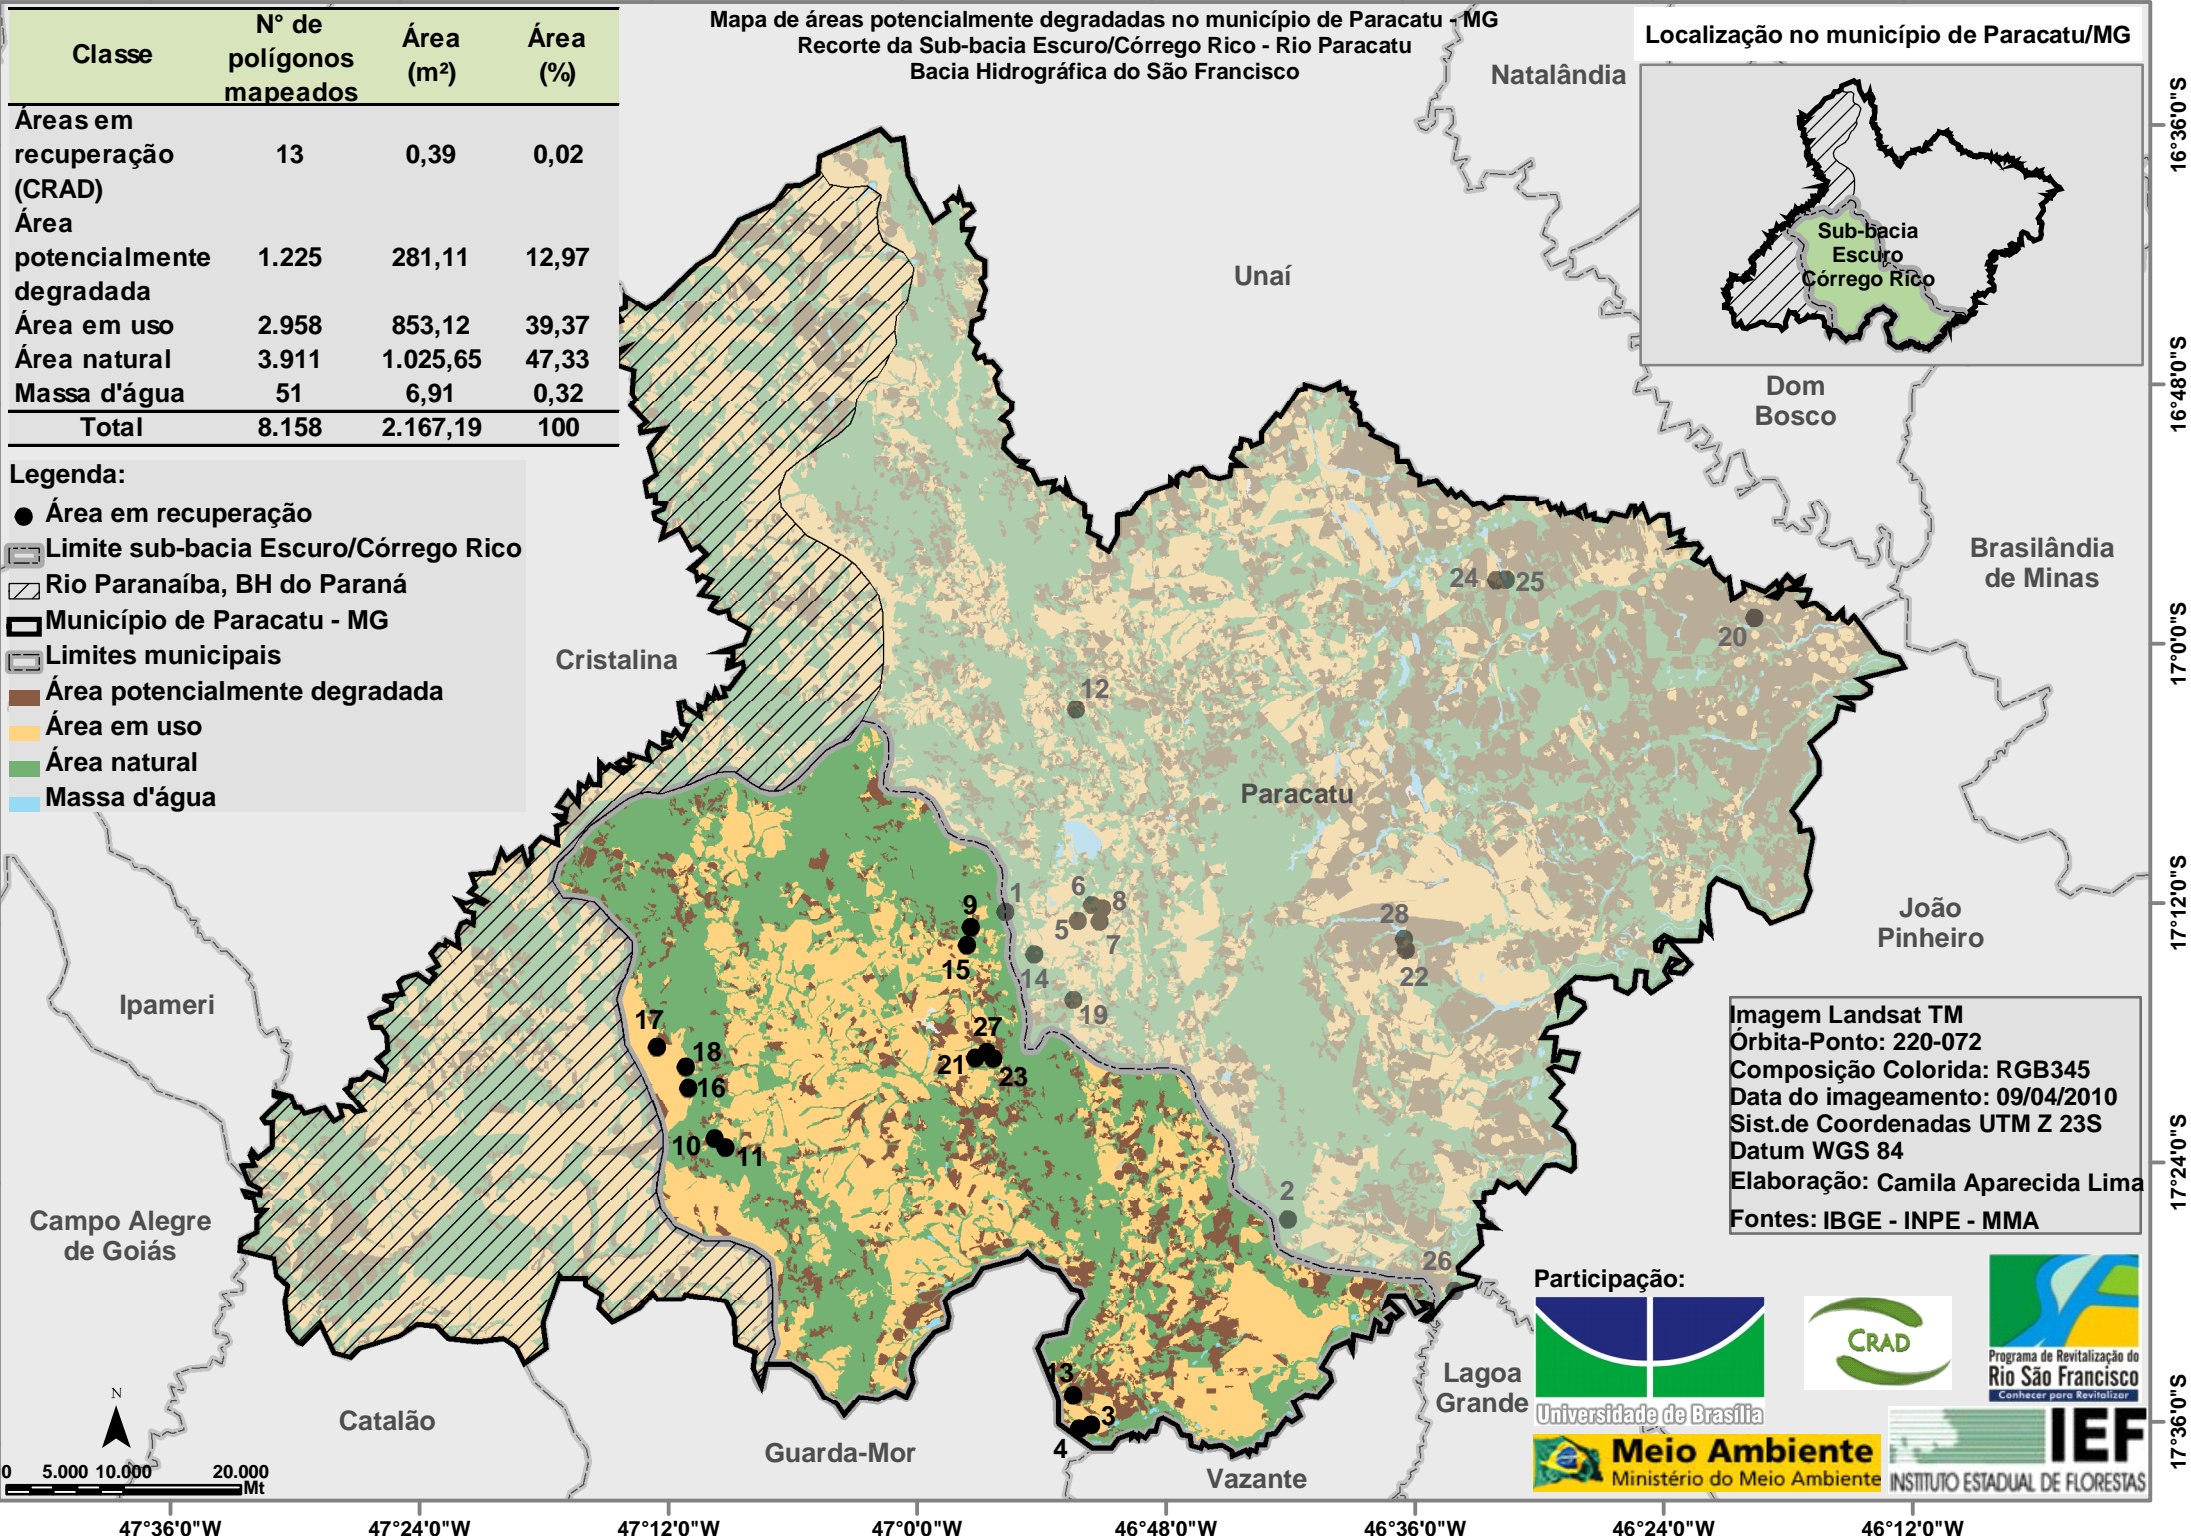 Mapa de áreas potencialmente degradadas no município de Paracatu - MG
Recorte da Sub-bacia Escuro/Córrego Rico - Rio Paracatu
Bacia Hidrográfica do São Francisco
Classe N° de polígonos mapeados Área (m²) Área (%)
Áreas em recuperação (CRAD) 13 0,39 0,02
Área potencialmente degradada 1.225 281,11 12,97
Área em uso 2.958 853,12 39,37
Área natural 3.911 1.025,65 47,33
Massa d'água 51 6,91 0,32
Total 8.158 2.167,19 100
Legenda:
Área em recuperação
Limite sub-bacia Escuro/Córrego Rico
Rio Paranaíba, BH do Paraná
Município de Paracatu - MG
Limites municipais
Área potencialmente degradada
Área em uso
Área natural
Massa d'água
Localização no município de Paracatu/MG
Sub-bacia
Escuro
Córrego Rico
Natalândia
Unaí
Dom
Bosco
Brasilândia
de Minas
Cristalina
Paracatu
João
Pinheiro
Ipameri
Campo Alegre
de Goiás
Catalão
Guarda-Mor
Vazante
Lagoa
Grande
24
25
20
12
1
6
8
5
7
9
15
14
19
28
22
17
18
16
27
21
23
10
11
2
26
13
3
4
Imagem Landsat TM
Órbita-Ponto: 220-072
Composição Colorida: RGB345
Data do imageamento: 09/04/2010
Sist.de Coordenadas UTM Z 23S
Datum WGS 84
Elaboração: Camila Aparecida Lima
Fontes: IBGE - INPE - MMA
Participação:
Universidade de Brasília
CRAD
Programa de Revitalização do
Rio São Francisco
Conhecer para Revitalizar
Meio Ambiente
Ministério do Meio Ambiente
IEF
INSTITUTO ESTADUAL DE FLORESTAS
N
0 5.000 10.000 20.000
Mt
16°36'0"S
16°48'0"S
17°0'0"S
17°12'0"S
17°24'0"S
17°36'0"S
47°36'0"W 47°24'0"W 47°12'0"W 47°0'0"W 46°48'0"W 46°36'0"W 46°24'0"W 46°12'0"W